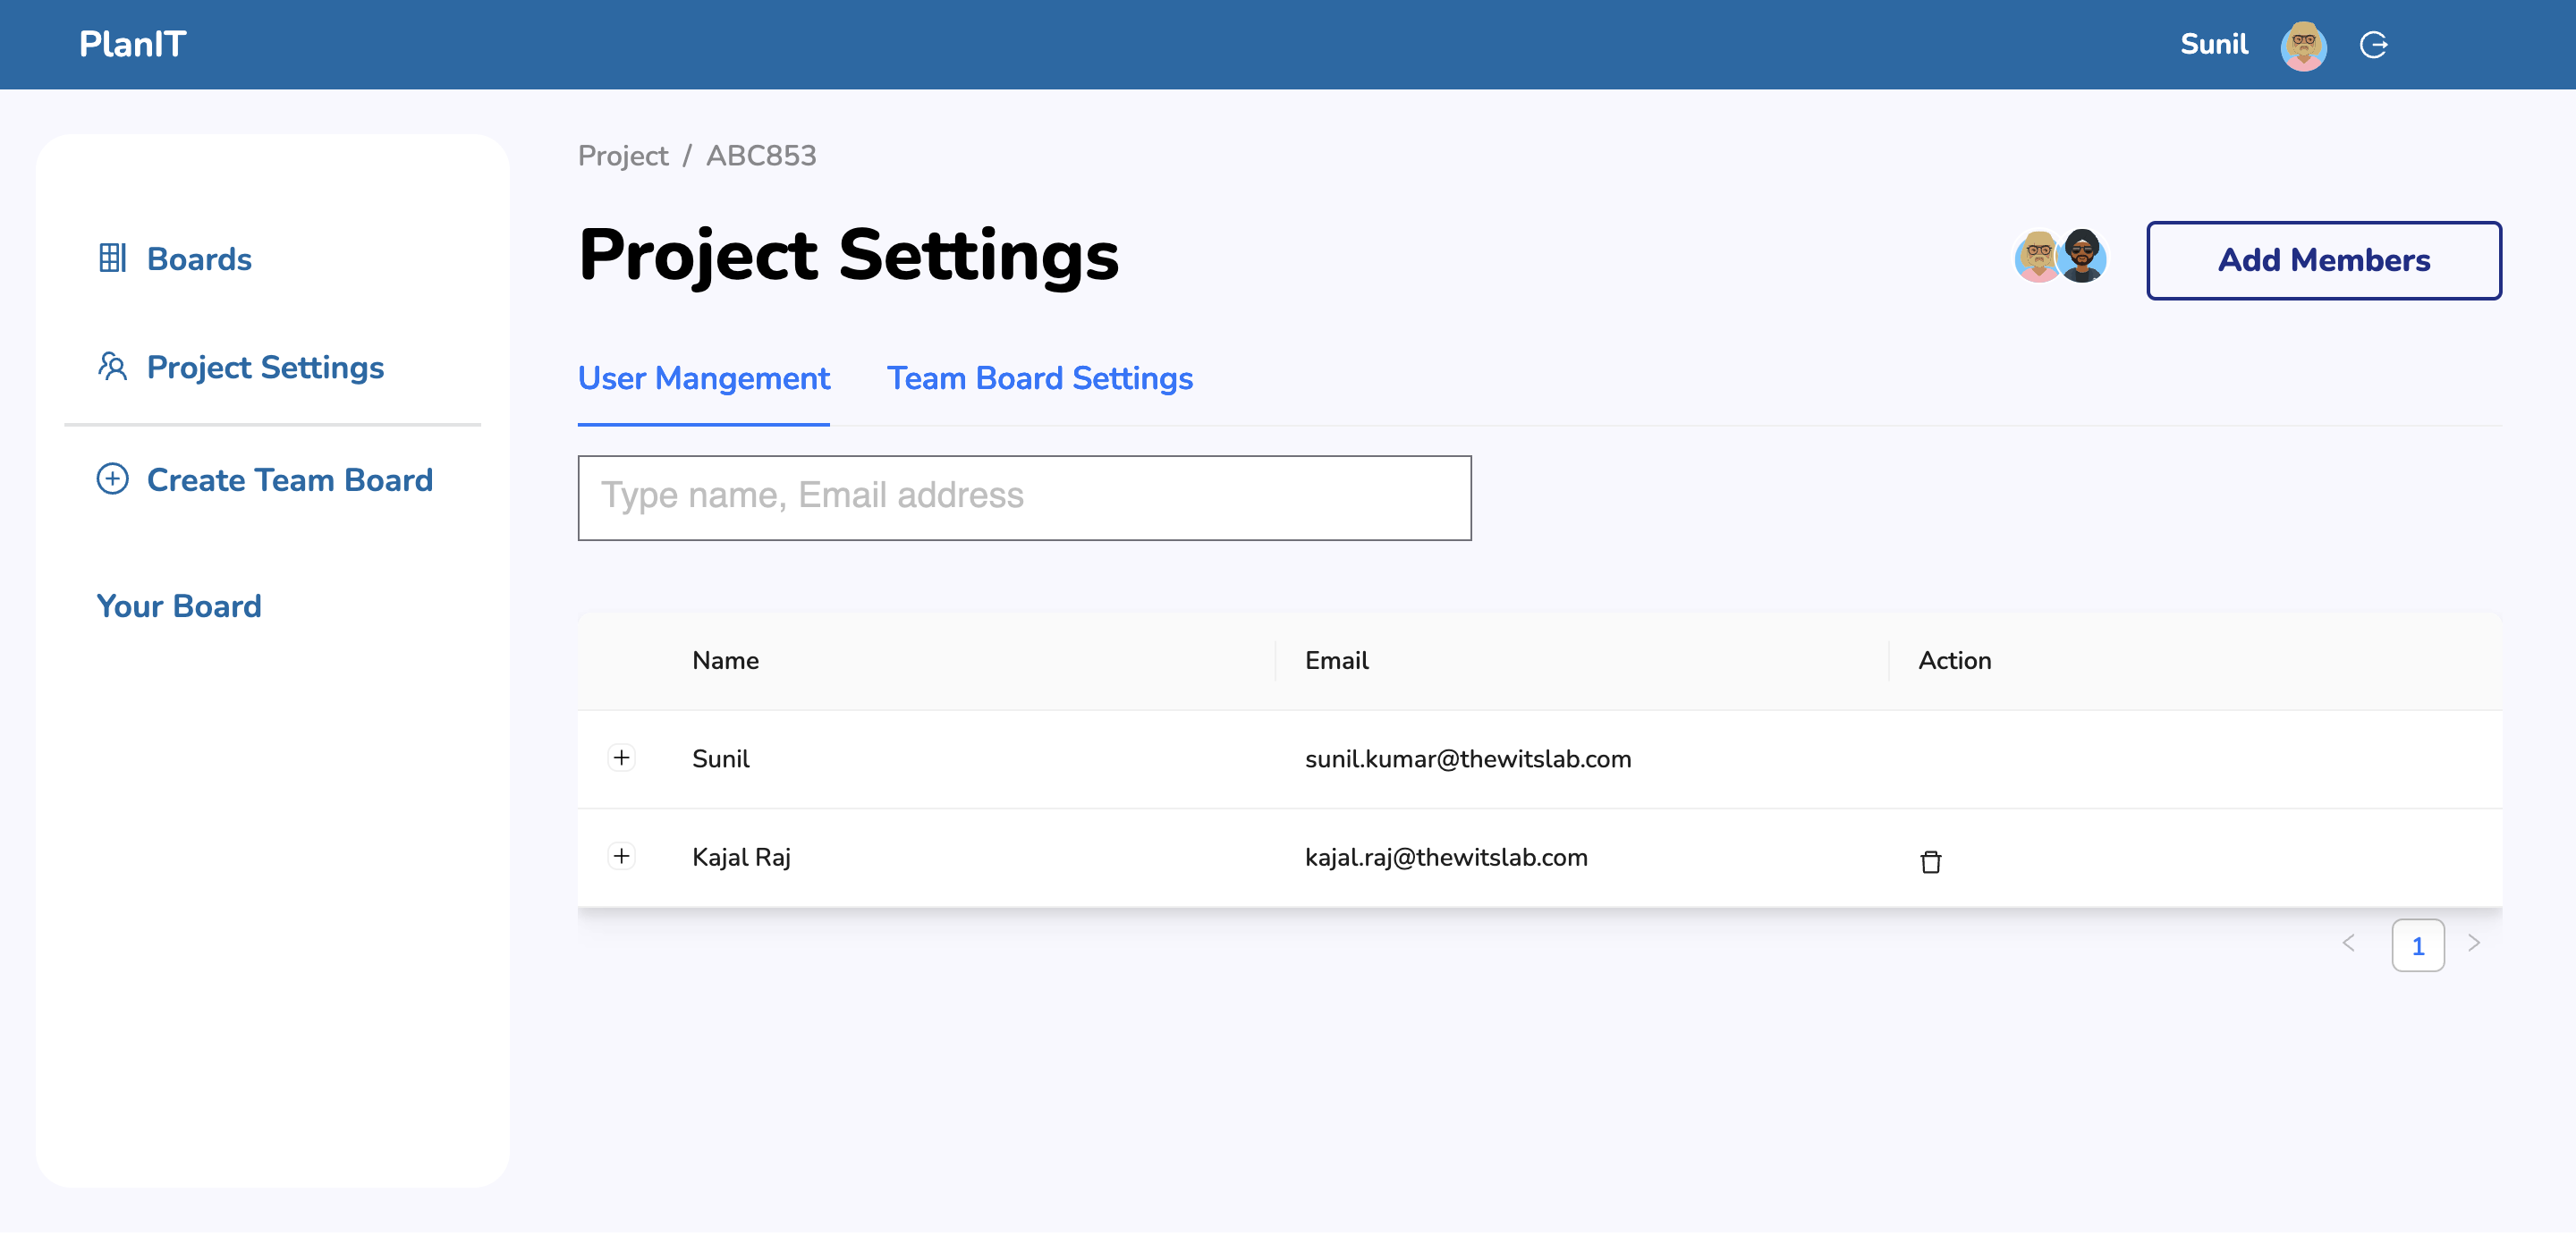 PlanIT
Sunil
Boards
Project Settings
Create Team Board
Your Board
Project / ABC853
Project Settings
Add Members
User Mangement
Team Board Settings
Type name, Email address
Name Email Action
Sunil sunil.kumar@thewitslab.com
Kajal Raj kajal.raj@thewitslab.com
1